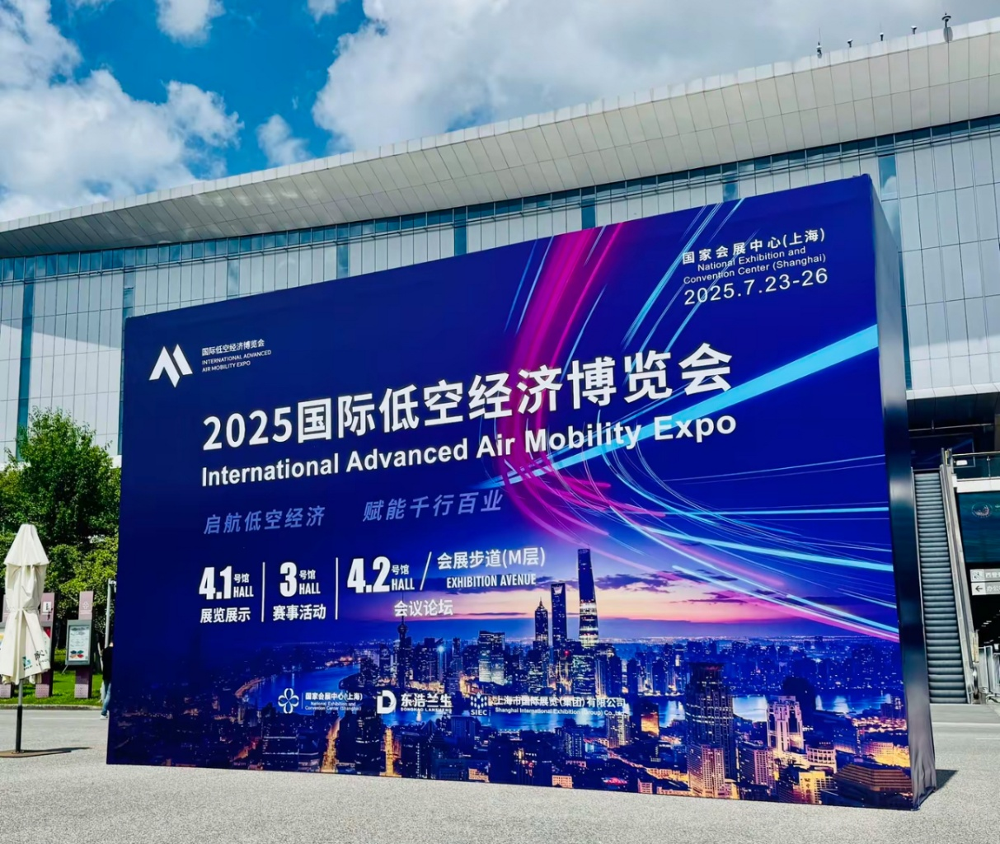 国家会展中心(上海)
National Exhibition and
Convention Center (Shanghai)
2025.7.23-26
国际低空经济博览会
INTERNATIONAL ADVANCED
AIR MOBILITY EXPO
2025国际低空经济博览会
International Advanced Air Mobility Expo
启航低空经济 赋能千行百业
4.1号馆 HALL
展览展示
3号馆 HALL
赛事活动
4.2号馆 HALL / 会展步道(M层)
EXHIBITION AVENUE
会议论坛
国家会展中心(上海)
National Exhibition and
Convention Center (Shanghai)
东浩兰生
DONGHAO LANSHENG
SIEC
上海市国际展览(集团)有限公司
Shanghai International Exhibition (Group) Co., Ltd.